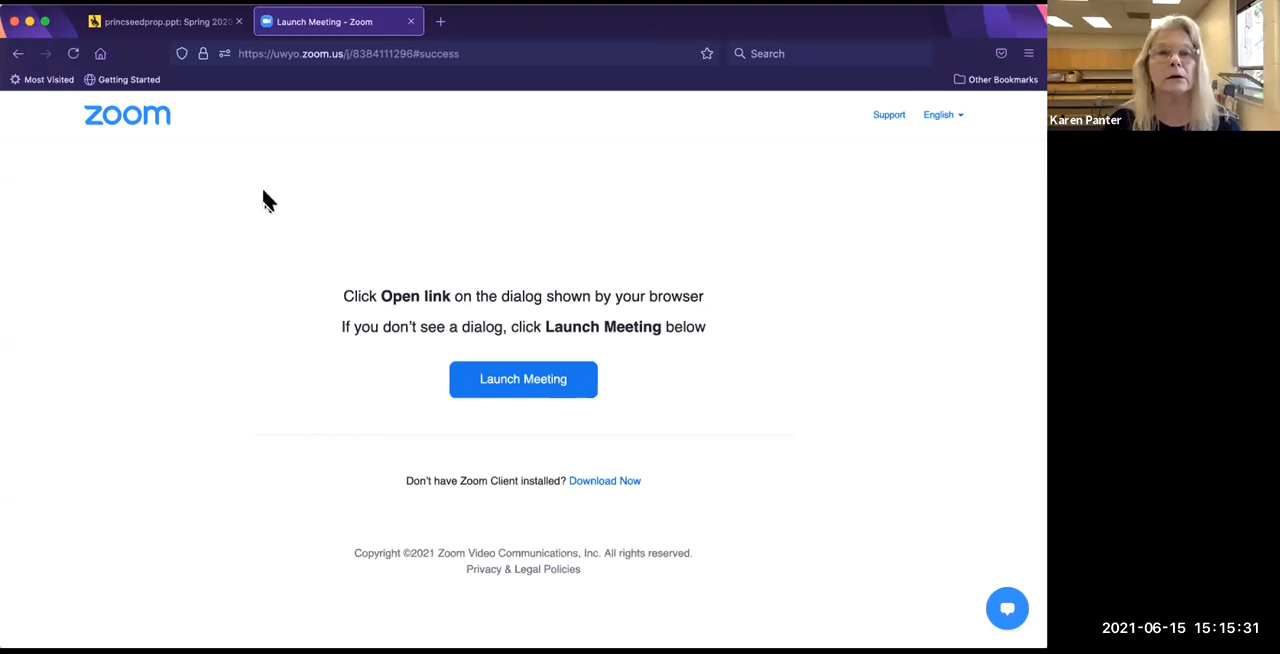 princseedprop.ppt: Spring 2020
Launch Meeting - Zoom
https://uwyo.zoom.us/j/8384111296#success
Search
Most Visited
Getting Started
Other Bookmarks
zoom
Support
English
Karen Panter
Click Open link on the dialog shown by your browser
If you don't see a dialog, click Launch Meeting below
Launch Meeting
Don't have Zoom Client installed? Download Now
Copyright ©2021 Zoom Video Communications, Inc. All rights reserved.
Privacy & Legal Policies
2021-06-15 15:15:31